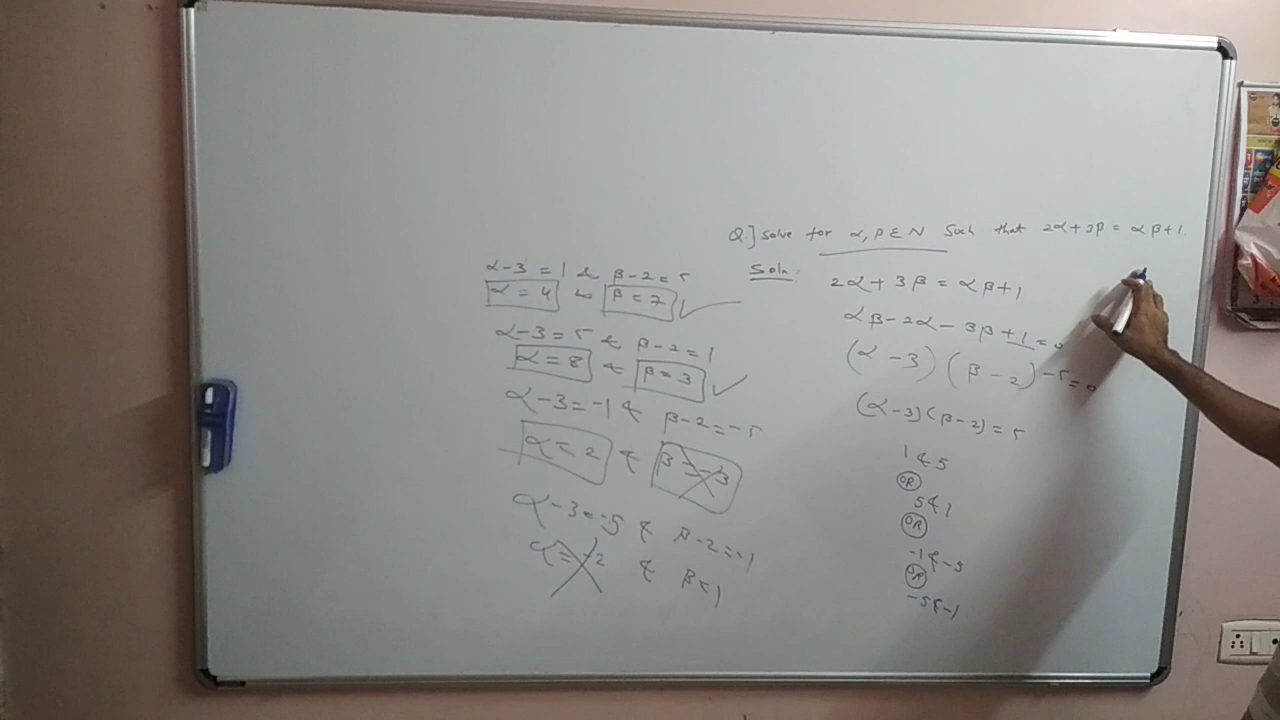 Q.] Solve for α, β ∈ N Such that 2α + 3β = αβ + 1.
Soln:
2α + 3β = αβ + 1
αβ - 2α - 3β + 1 = 0
(α - 3) (β - 2) - 5 = 0
(α - 3) (β - 2) = 5
1 & 5
OR
5 & 1
OR
-1 & -5
OR
-5 & -1
α - 3 = 1 & β - 2 = 5
α = 4 & β = 7 ✓
α - 3 = 5 & β - 2 = 1
α = 8 & β = 3 ✓
α - 3 = -1 & β - 2 = -5
α = 2 & β = -3
α - 3 = -5 & β - 2 = -1
α = -2 & β = 1